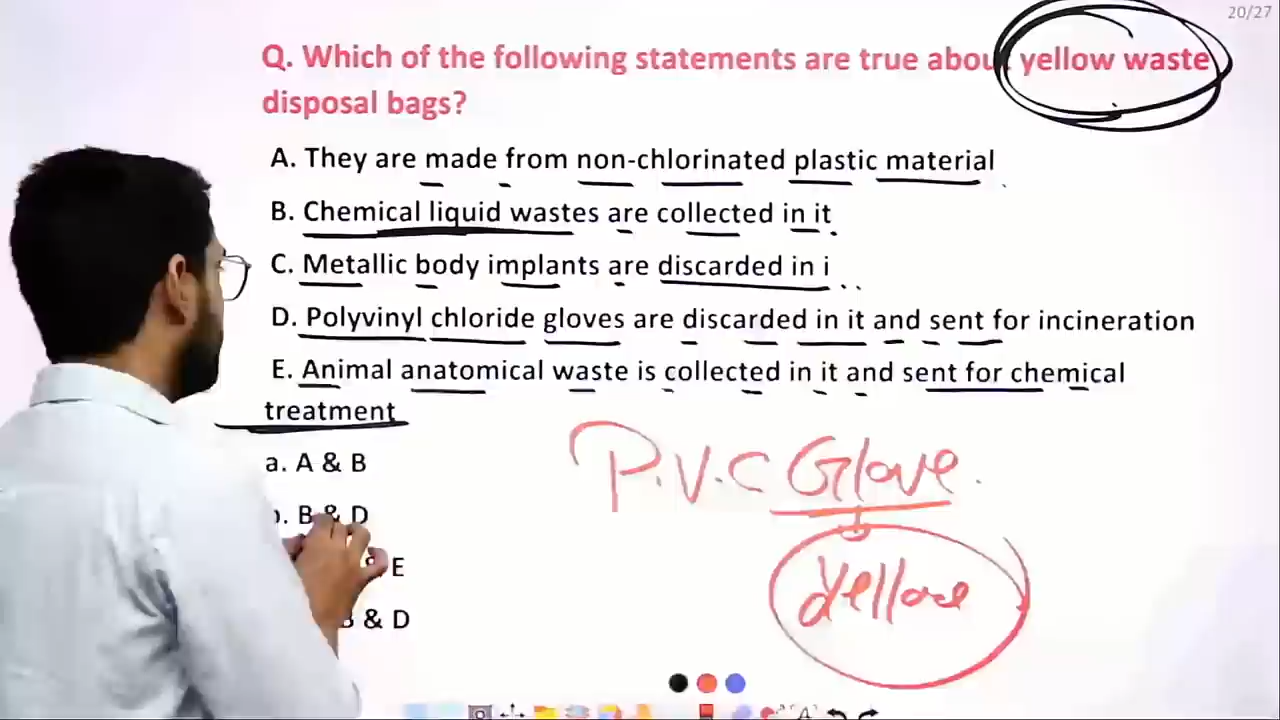 20/27
Q. Which of the following statements are true about yellow waste
disposal bags?
A. They are made from non-chlorinated plastic material
B. Chemical liquid wastes are collected in it
C. Metallic body implants are discarded in i
D. Polyvinyl chloride gloves are discarded in it and sent for incineration
E. Animal anatomical waste is collected in it and sent for chemical
treatment
P.V.C Glove.
a. A & B
. B & D
yellow
E
& D